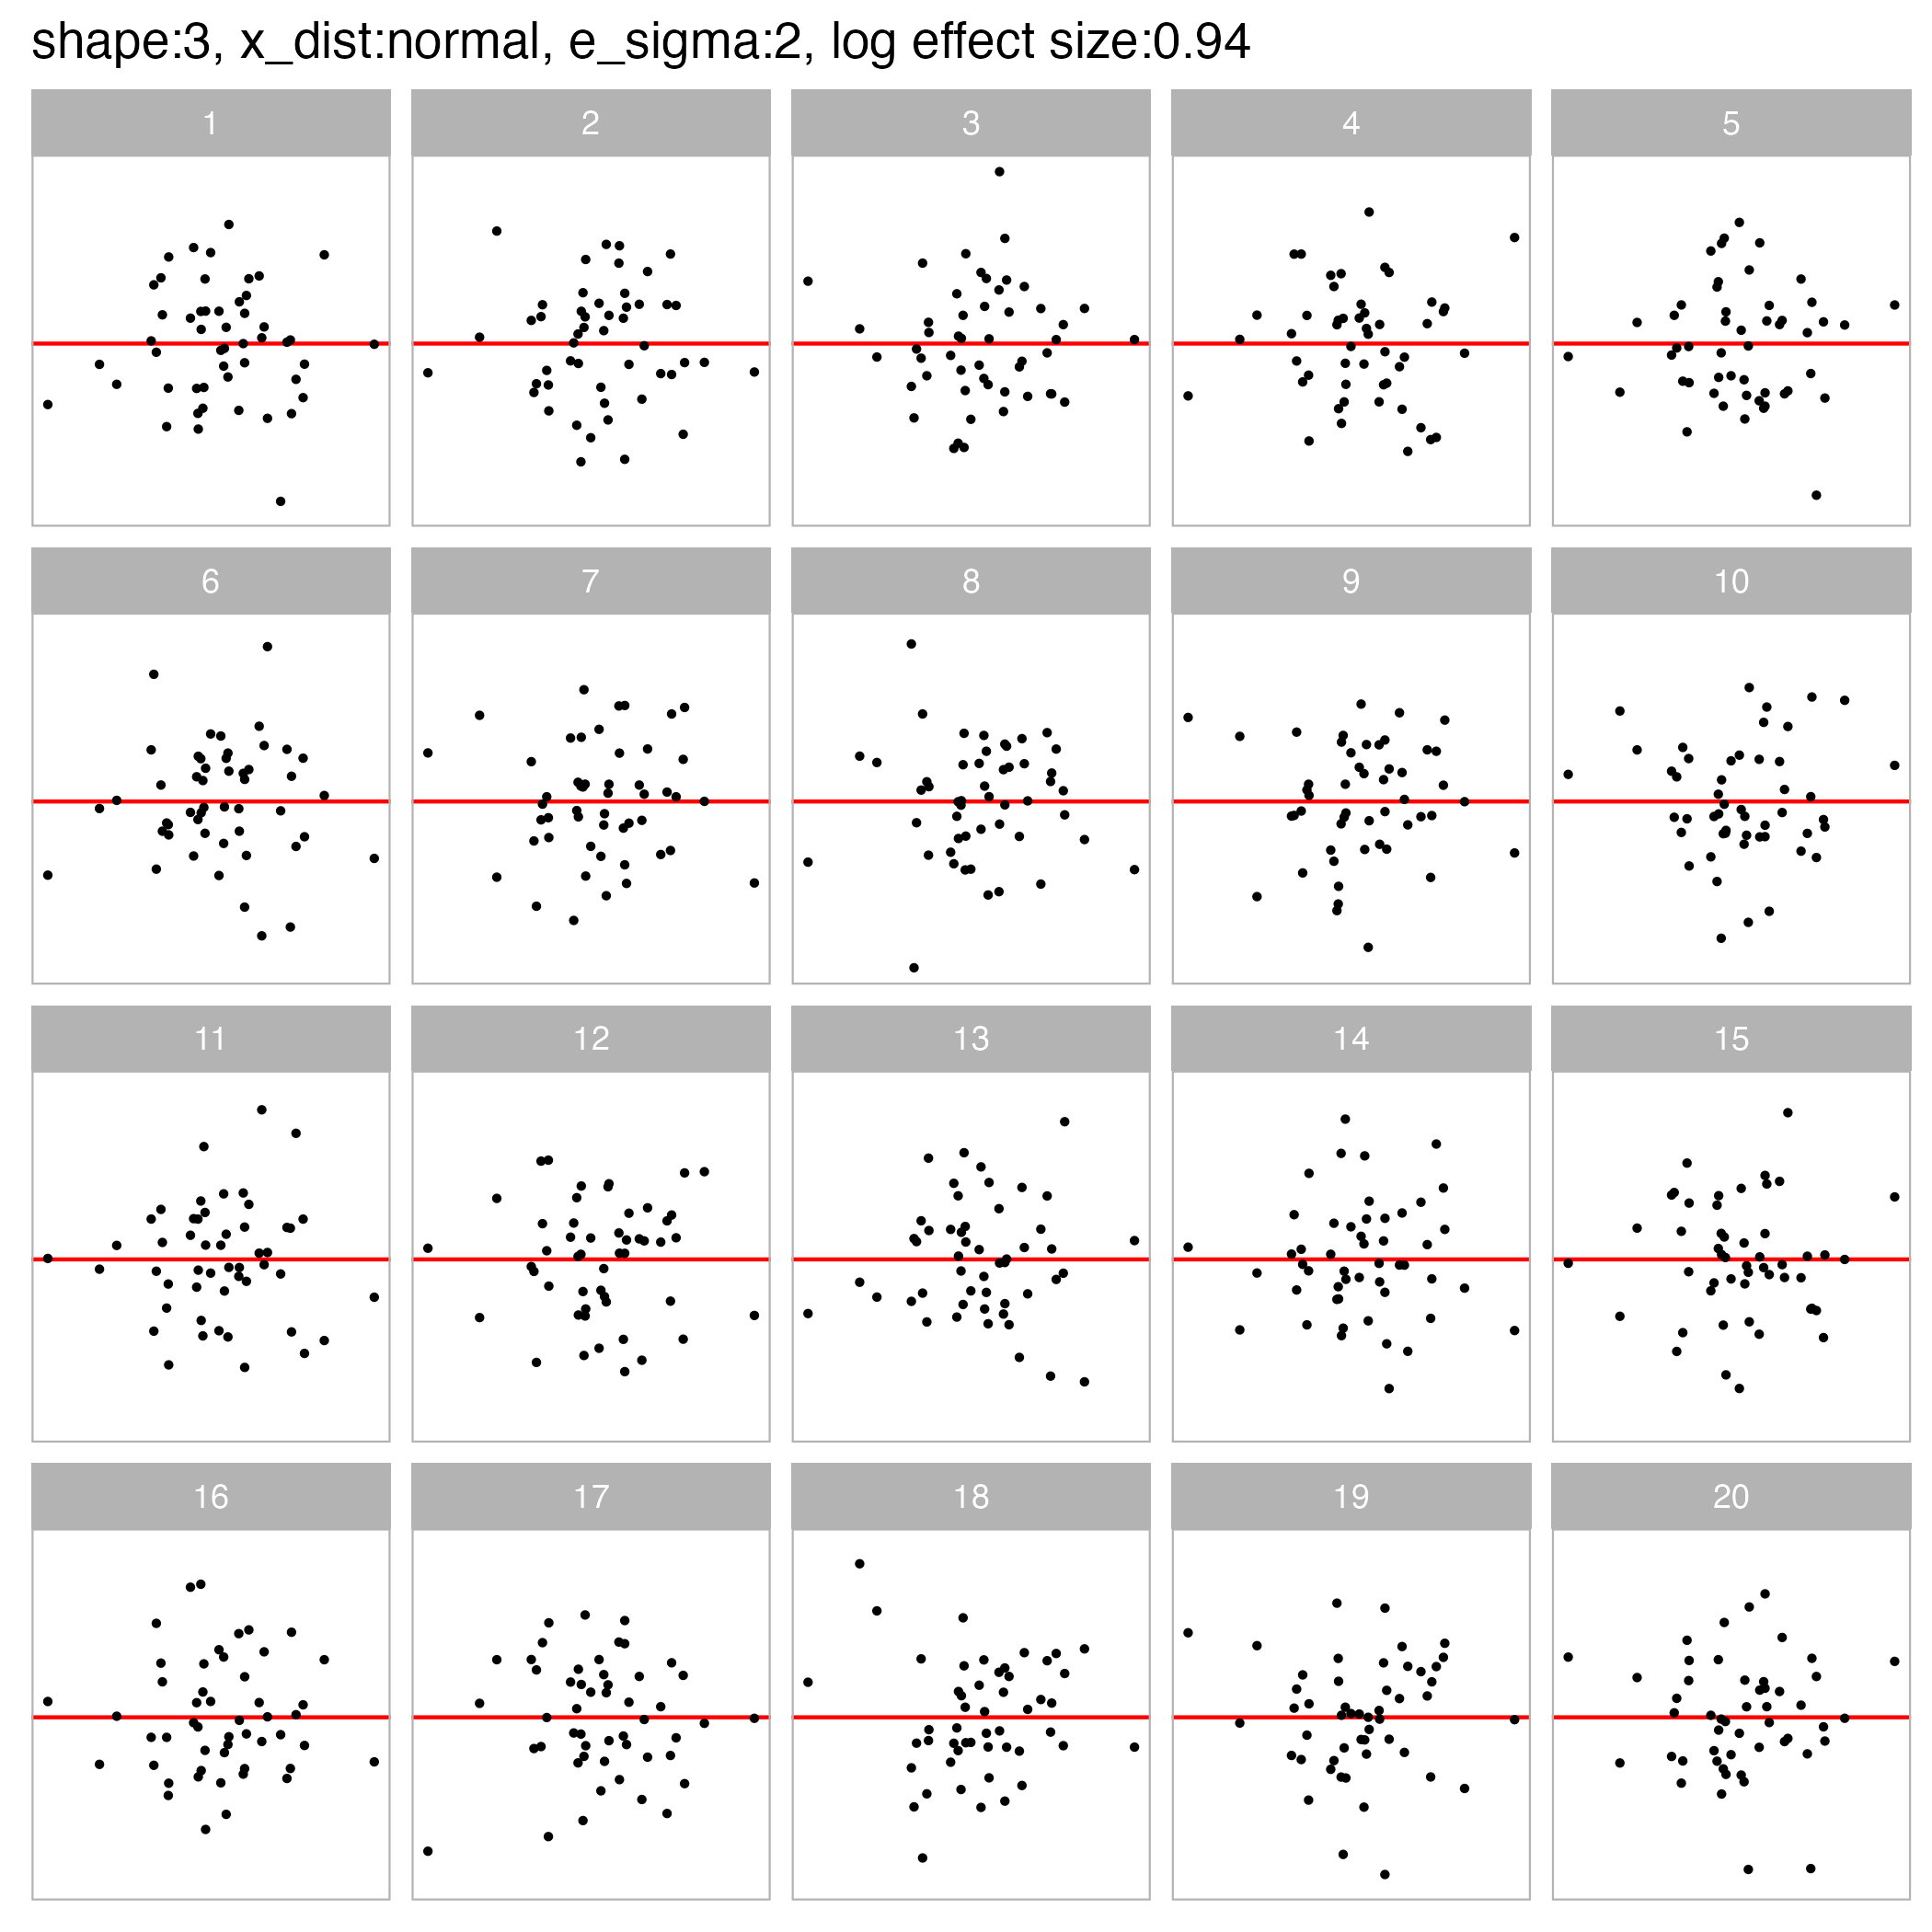 shape:3, x_dist:normal, e_sigma:2, log effect size:0.94
1 2 3 4 5
6 7 8 9 10
11 12 13 14 15
16 17 18 19 20